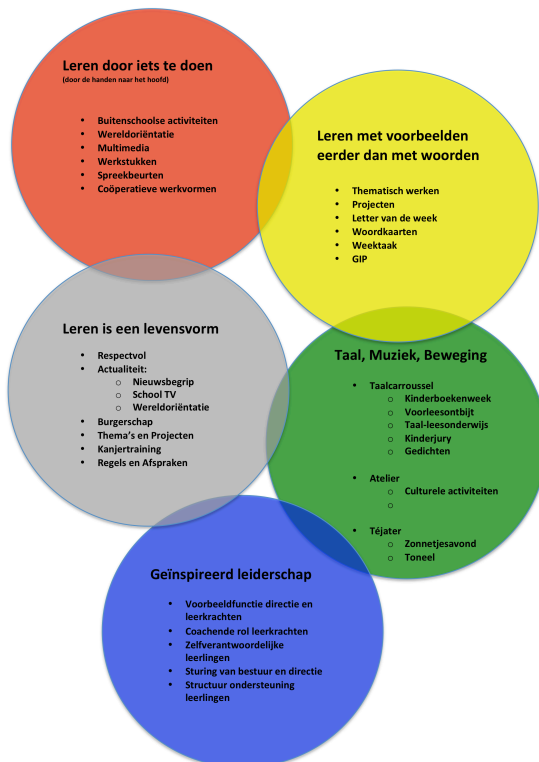 Leren door iets te doen
(door de handen naar het hoofd)
• Buitenschoolse activiteiten
• Wereldoriëntatie
• Multimedia
• Werkstukken
• Spreekbeurten
• Coöperatieve werkvormen
Leren met voorbeelden
eerder dan met woorden
• Thematisch werken
• Projecten
• Letter van de week
• Woordkaarten
• Weektaak
• GIP
Leren is een levensvorm
• Respectvol
• Actualiteit:
o Nieuwsbegrip
o School TV
o Wereldoriëntatie
• Burgerschap
• Thema's en Projecten
• Kanjertraining
• Regels en Afspraken
Taal, Muziek, Beweging
• Taalcarroussel
o Kinderboekenweek
o Voorleesontbijt
o Taal-leesonderwijs
o Kinderjury
o Gedichten
• Atelier
o Culturele activiteiten
o
• Téjater
o Zonnetjesavond
o Toneel
Geïnspireerd leiderschap
• Voorbeeldfunctie directie en
leerkrachten
• Coachende rol leerkrachten
• Zelfverantwoordelijke
leerlingen
• Sturing van bestuur en directie
• Structuur ondersteuning
leerlingen